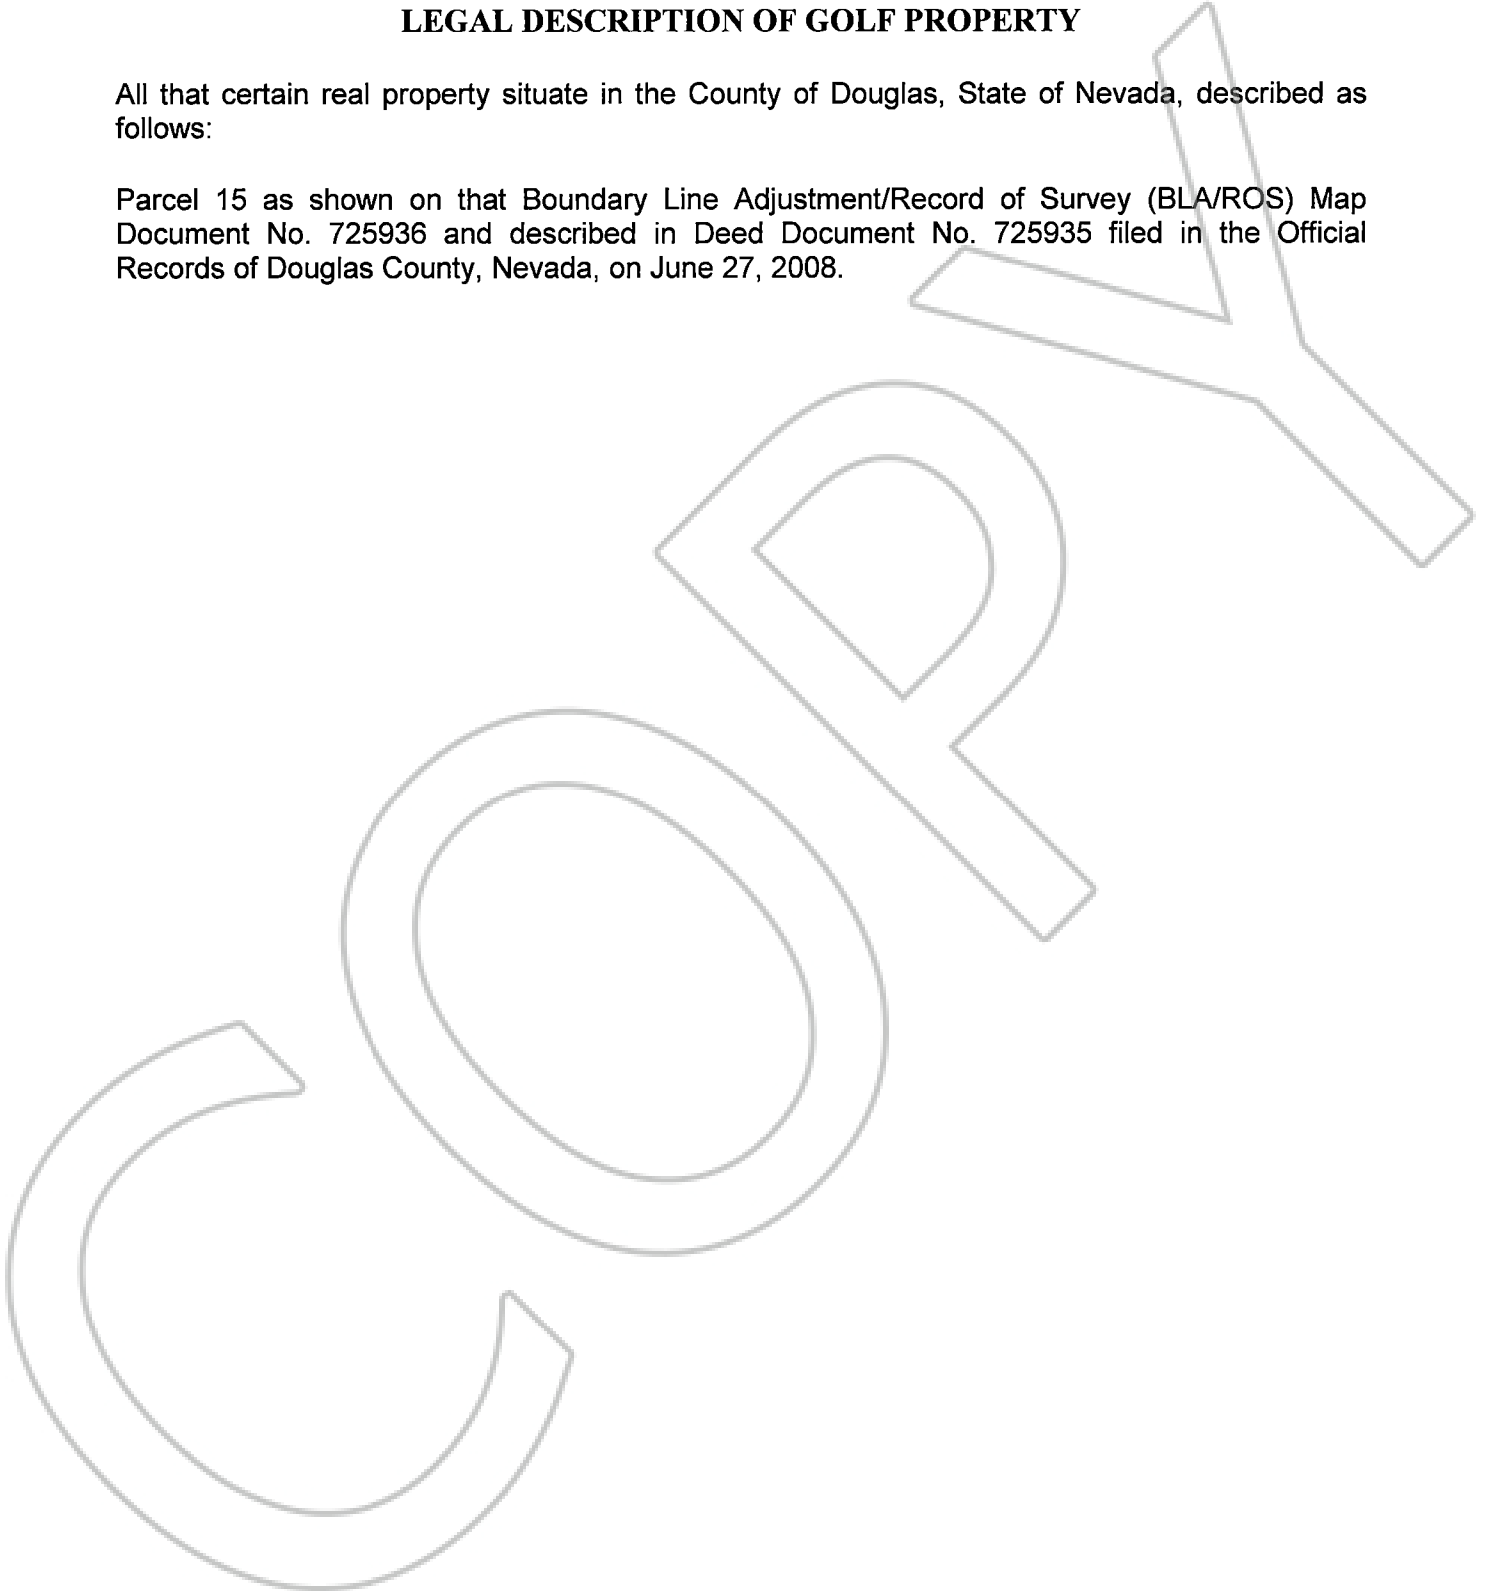 LEGAL DESCRIPTION OF GOLF PROPERTY
All that certain real property situate in the County of Douglas, State of Nevada, described as
follows:
Parcel 15 as shown on that Boundary Line Adjustment/Record of Survey (BLA/ROS) Map
Document No. 725936 and described in Deed Document No. 725935 filed in the Official
Records of Douglas County, Nevada, on June 27, 2008.
COPY